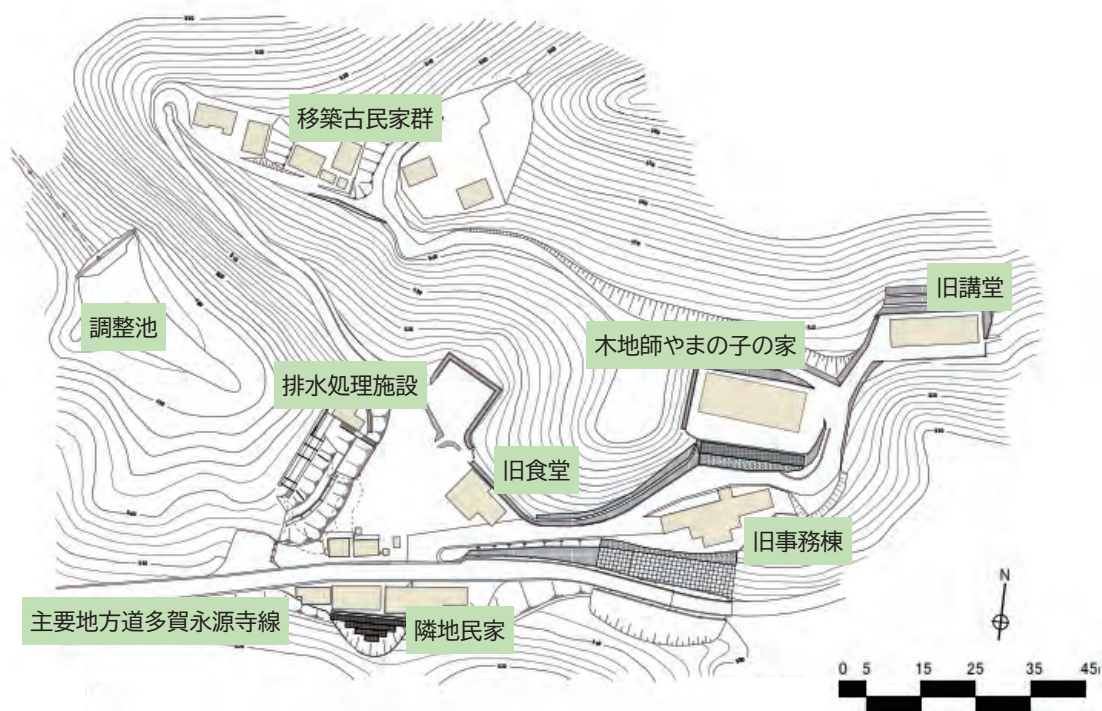 移築古民家群
旧講堂
調整池
木地師やまの子の家
排水処理施設
旧食堂
旧事務棟
主要地方道多賀永源寺線
隣地民家
N
0 5 15 25 35 45